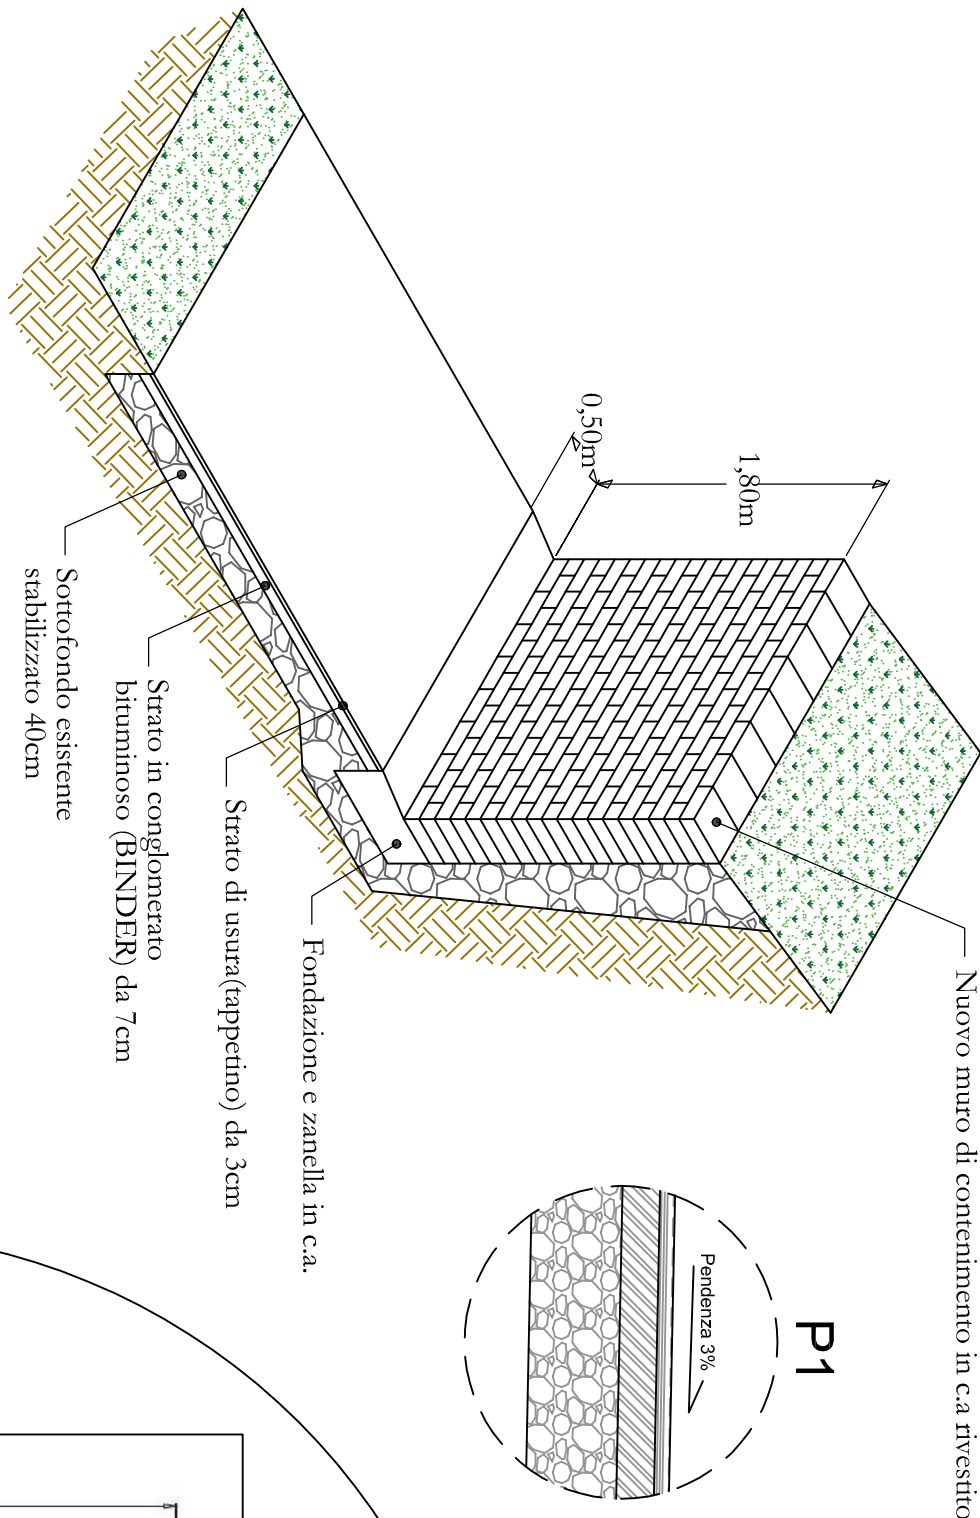 Nuovo muro di contenimento in c.a rivestito
P1
Pendenza 3%
1,80m
0,50m
Fondazione e zanella in c.a.
Strato di usura(tappetino) da 3cm
Strato in conglomerato
bituminoso (BINDER) da 7cm
Sottofondo esistente
stabilizzato 40cm